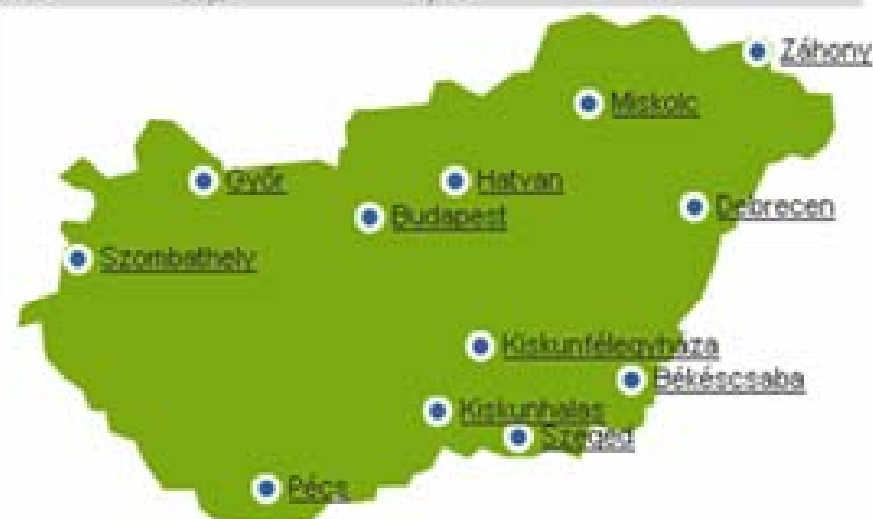 Záhony
Miskolc
Győr
Hatvan
Budapest
Debrecen
Szombathely
Kiskunfélegyháza
Békéscsaba
Kiskunhalas
Szeged
Pécs